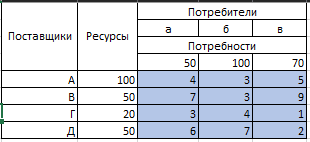 Потребители
Поставщики Ресурсы а б в
Потребности
50 100 70
А 100 4 3 5
В 50 7 3 9
Г 20 3 4 1
Д 50 6 7 2